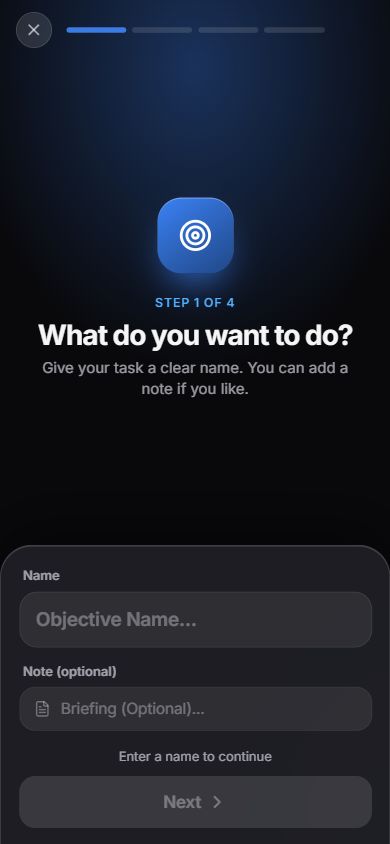 STEP 1 OF 4
What do you want to do?
Give your task a clear name. You can add a
note if you like.
Name
Objective Name...
Note (optional)
Briefing (Optional)...
Enter a name to continue
Next